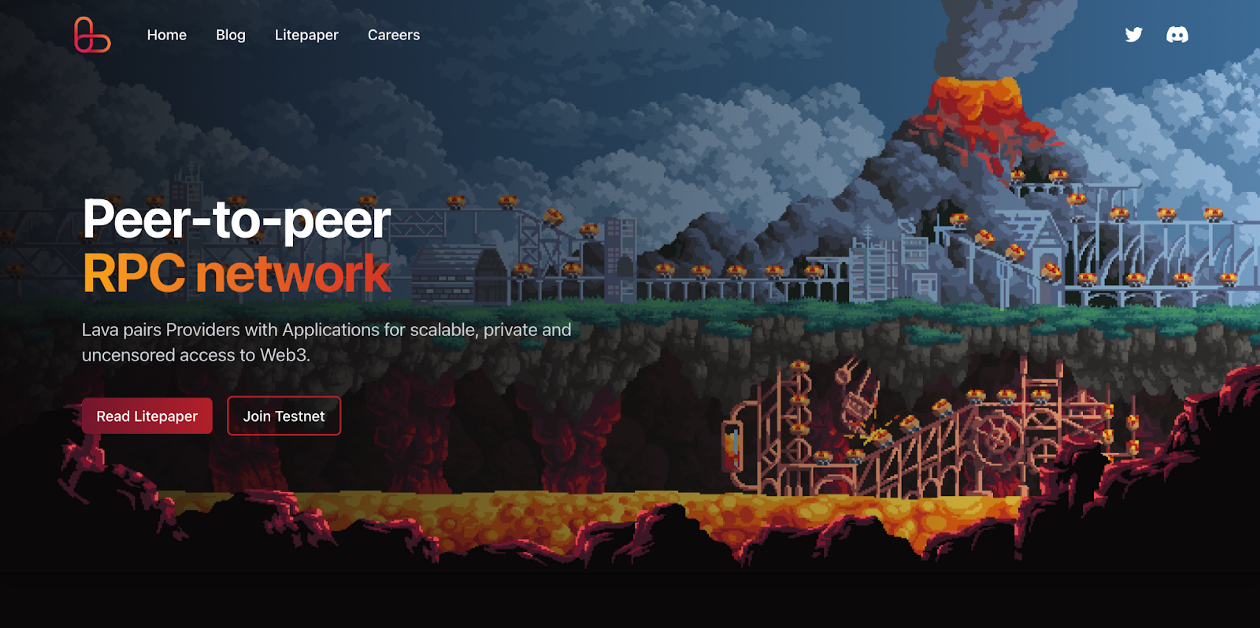 Home Blog Litepaper Careers
Peer-to-peer
RPC network
Lava pairs Providers with Applications for scalable, private and
uncensored access to Web3.
Read Litepaper Join Testnet